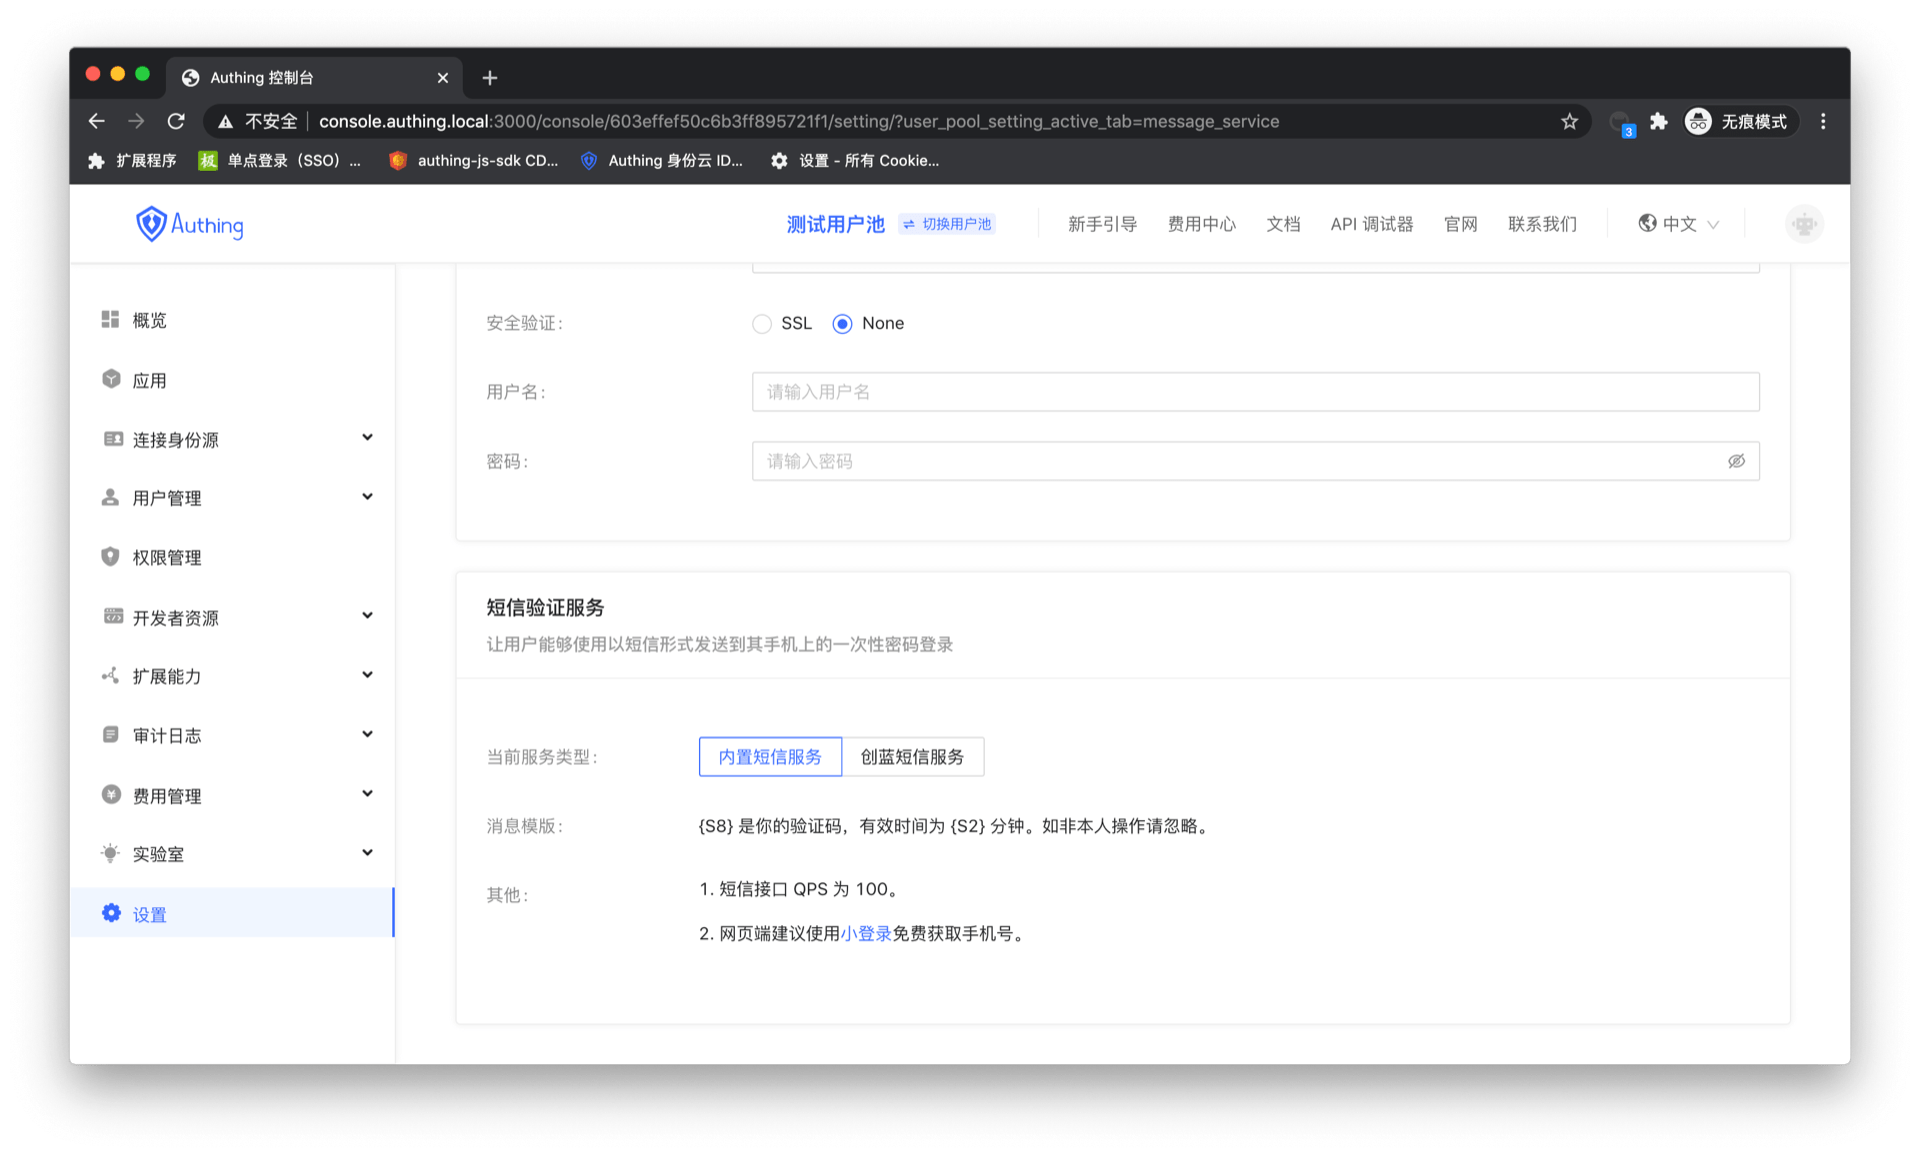 Authing 控制台
不安全 console.authing.local:3000/console/603effef50c6b3ff895721f1/setting/?user_pool_setting_active_tab=message_service 3 无痕模式
扩展程序 极 单点登录（SSO）... authing-js-sdk CD... Authing 身份云 ID... 设置 - 所有 Cookie...
Authing 测试用户池 切换用户池 新手引导 费用中心 文档 API 调试器 官网 联系我们 中文
概览
应用
连接身份源
用户管理
权限管理
开发者资源
扩展能力
审计日志
费用管理
实验室
设置
安全验证: SSL None
用户名: 请输入用户名
密码: 请输入密码
短信验证服务
让用户能够使用以短信形式发送到其手机上的一次性密码登录
当前服务类型: 内置短信服务 创蓝短信服务
消息模版: {S8} 是你的验证码，有效时间为 {S2} 分钟。如非本人操作请忽略。
其他: 1. 短信接口 QPS 为 100。
2. 网页端建议使用小登录免费获取手机号。